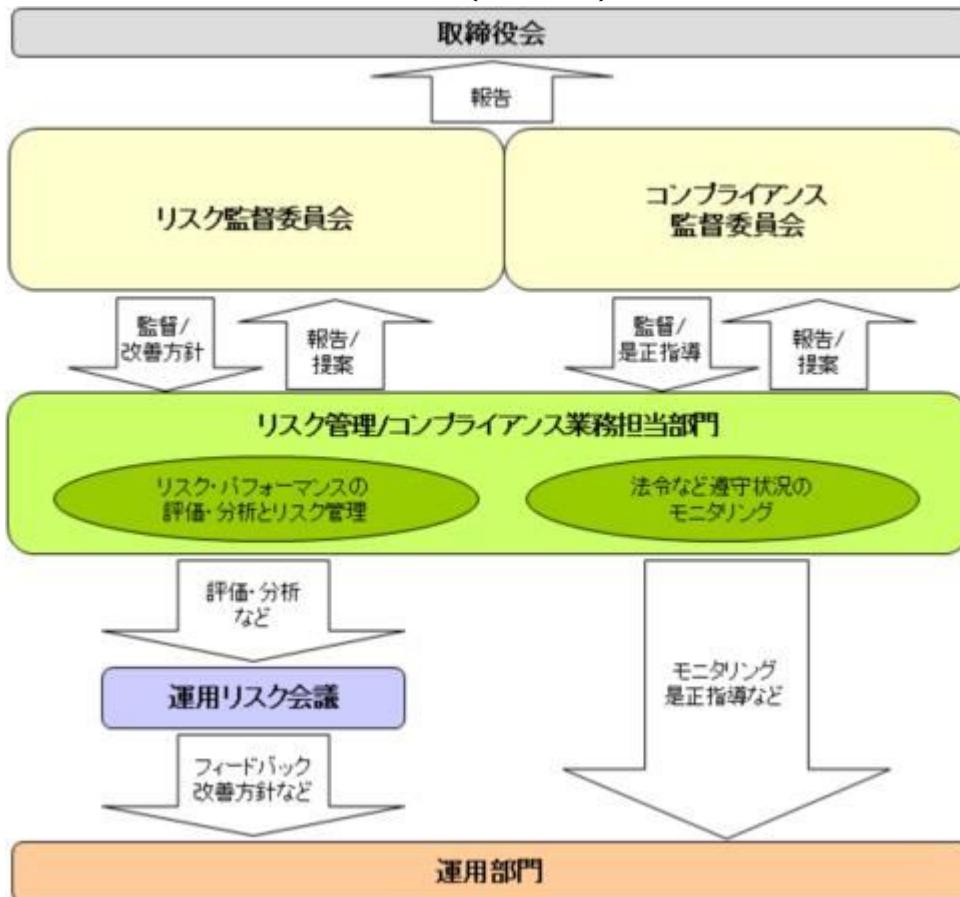 取締役会
報告
リスク監督委員会
コンプライアンス
監督委員会
監督/
改善方針
報告/
提案
監督/
是正指導
報告/
提案
リスク管理/コンプライアンス業務担当部門
リスク・パフォーマンスの
評価・分析とリスク管理
法令など遵守状況の
モニタリング
評価・分析
など
運用リスク会議
モニタリング
是正指導など
フィードバック
改善方針など
運用部門